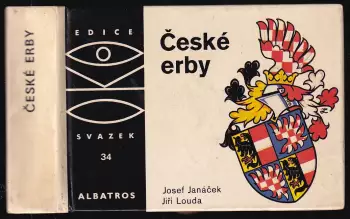 ČESKÉ ERBY
EDICE
SVAZEK
34
ALBATROS
České
erby
Josef Janáček
Jiří Louda